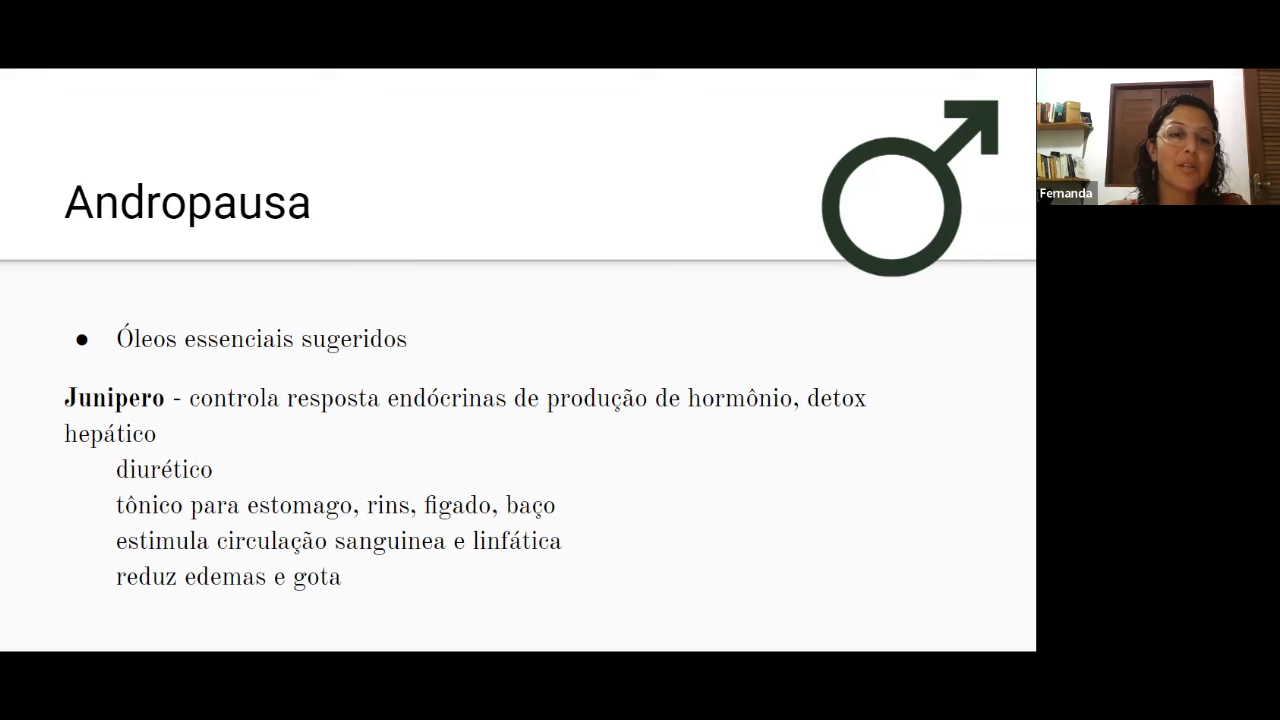 Andropausa
Fernanda
● Óleos essenciais sugeridos
Junipero - controla resposta endócrinas de produção de hormônio, detox
hepático
diurético
tônico para estomago, rins, figado, baço
estimula circulação sanguinea e linfática
reduz edemas e gota